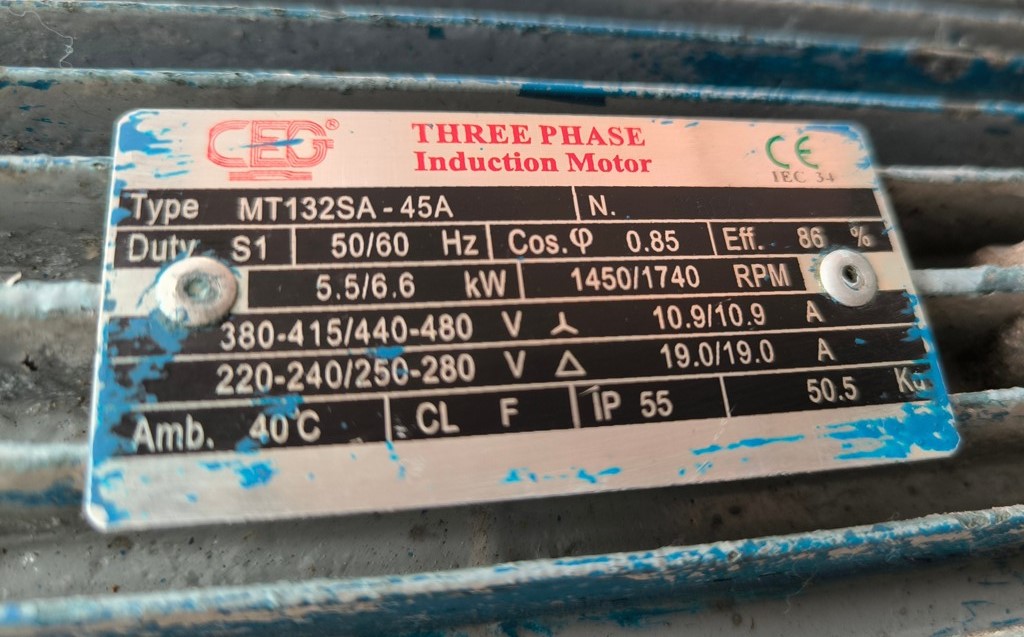 CEG® THREE PHASE CE
Induction Motor IEC 34
Type MT132SA - 45A N.
Duty S1 50/60 Hz Cos.φ 0.85 Eff. 86 %
5.5/6.6 kW 1450/1740 RPM
380-415/440-480 V 10.9/10.9 A
220-240/250-280 V Δ 19.0/19.0 A
Amb. 40°C CL F IP 55 50.5 Kg